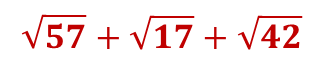 √57 + √17 + √42